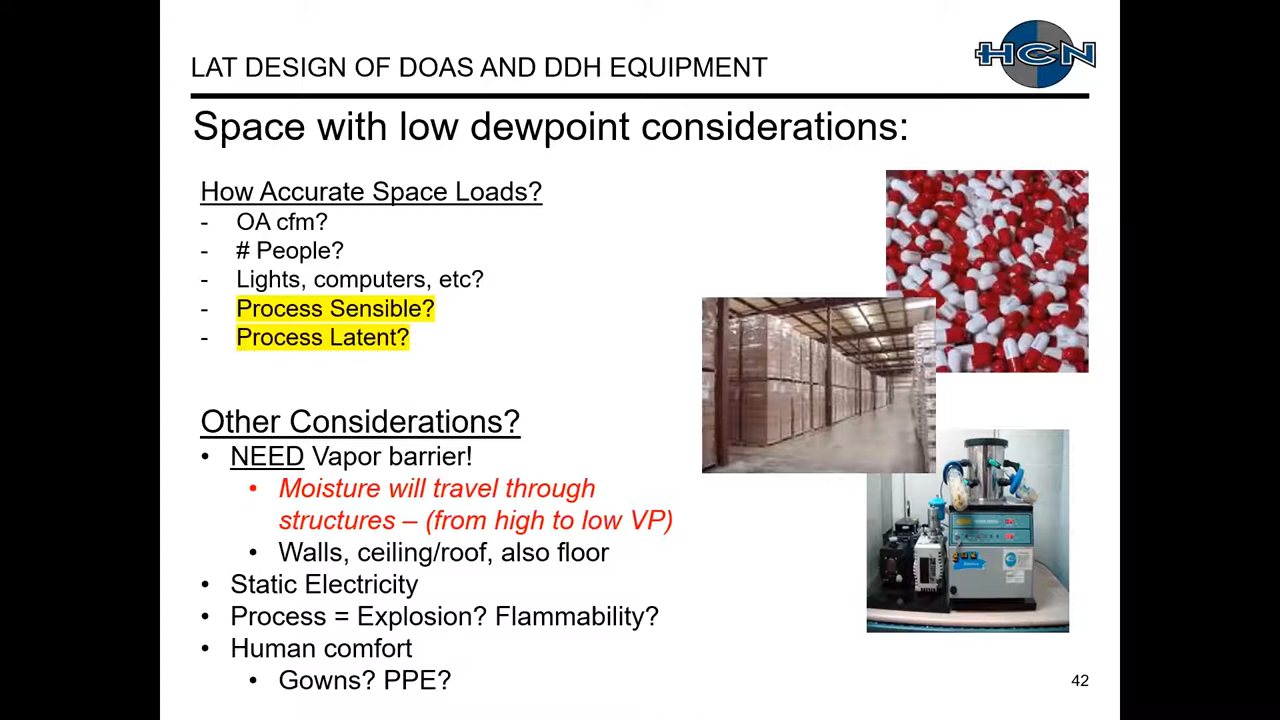 HCN
LAT DESIGN OF DOAS AND DDH EQUIPMENT
Space with low dewpoint considerations:
How Accurate Space Loads?
- OA cfm?
- # People?
- Lights, computers, etc?
- Process Sensible?
- Process Latent?
Other Considerations?
• NEED Vapor barrier!
• Moisture will travel through
structures – (from high to low VP)
• Walls, ceiling/roof, also floor
• Static Electricity
• Process = Explosion? Flammability?
• Human comfort
• Gowns? PPE?
42